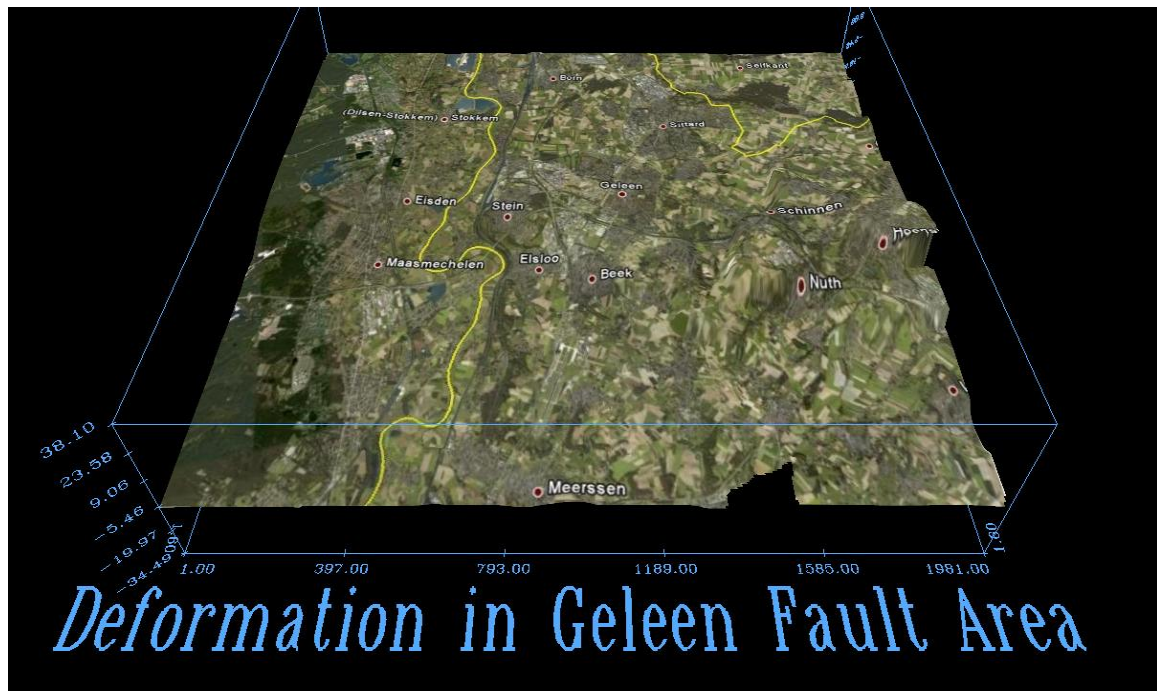 Selfkant
Born
(Dilsen-Stokkem) Stokkem
Sittard
Geleen
Eisden
Stein
Schinnen
Maasmechelen
Elsloo
Beek
Nuth
38.10
23.58
9.06
-5.46
-19.97
-34.49
Meerssen
1.00 397.00 793.00 1189.00 1585.00 1981.00
Deformation in Geleen Fault Area